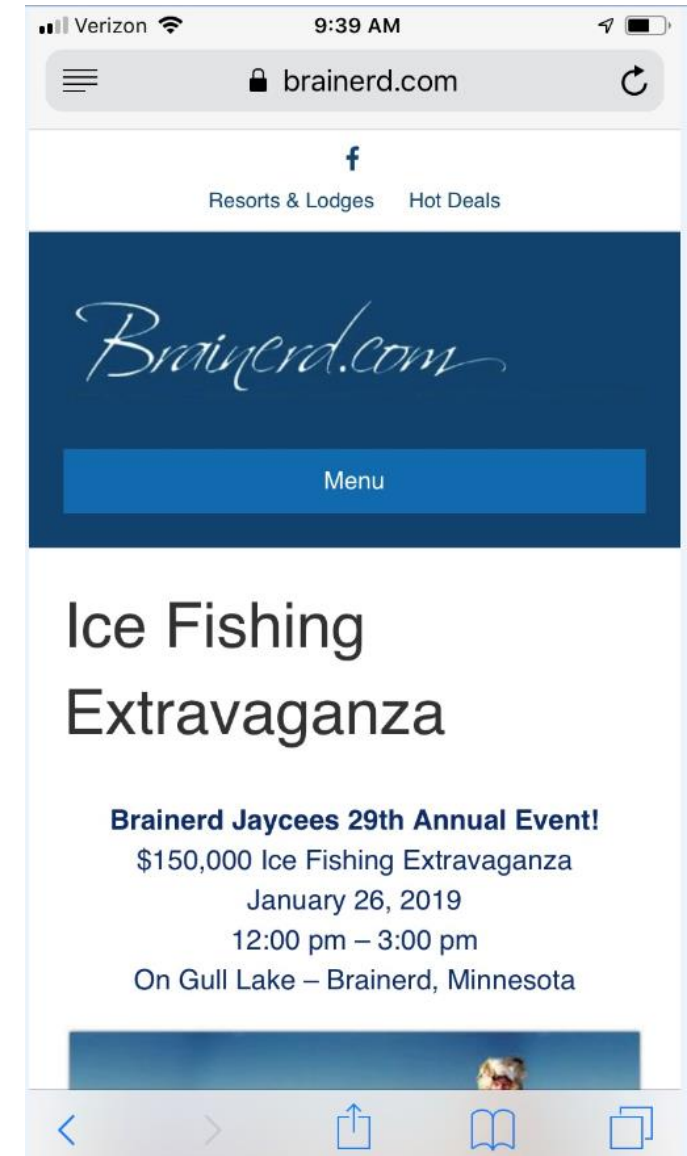 Verizon 9:39 AM
brainerd.com
Resorts & Lodges Hot Deals
Brainerd.com
Menu
Ice Fishing
Extravaganza
Brainerd Jaycees 29th Annual Event!
$150,000 Ice Fishing Extravaganza
January 26, 2019
12:00 pm – 3:00 pm
On Gull Lake – Brainerd, Minnesota